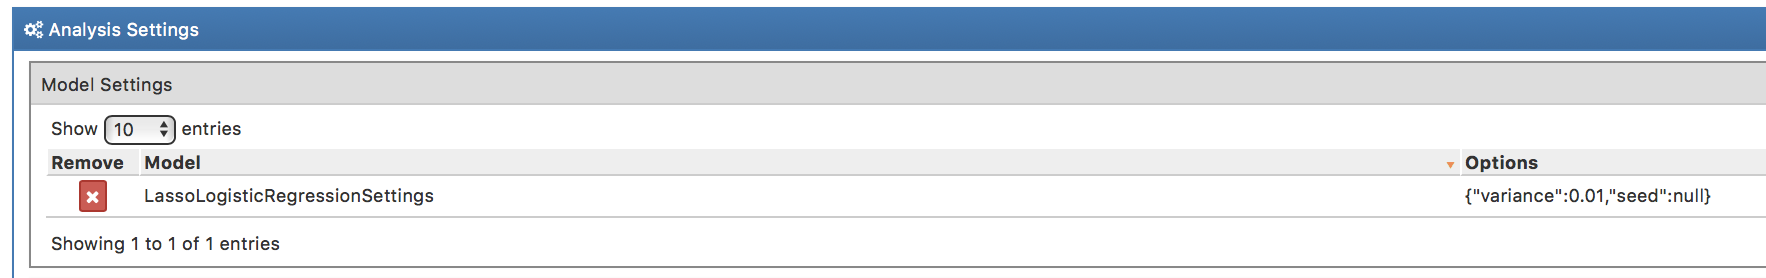 Analysis Settings
Model Settings
Show 10 entries
Remove Model Options
LassoLogisticRegressionSettings {"variance":0.01,"seed":null}
Showing 1 to 1 of 1 entries